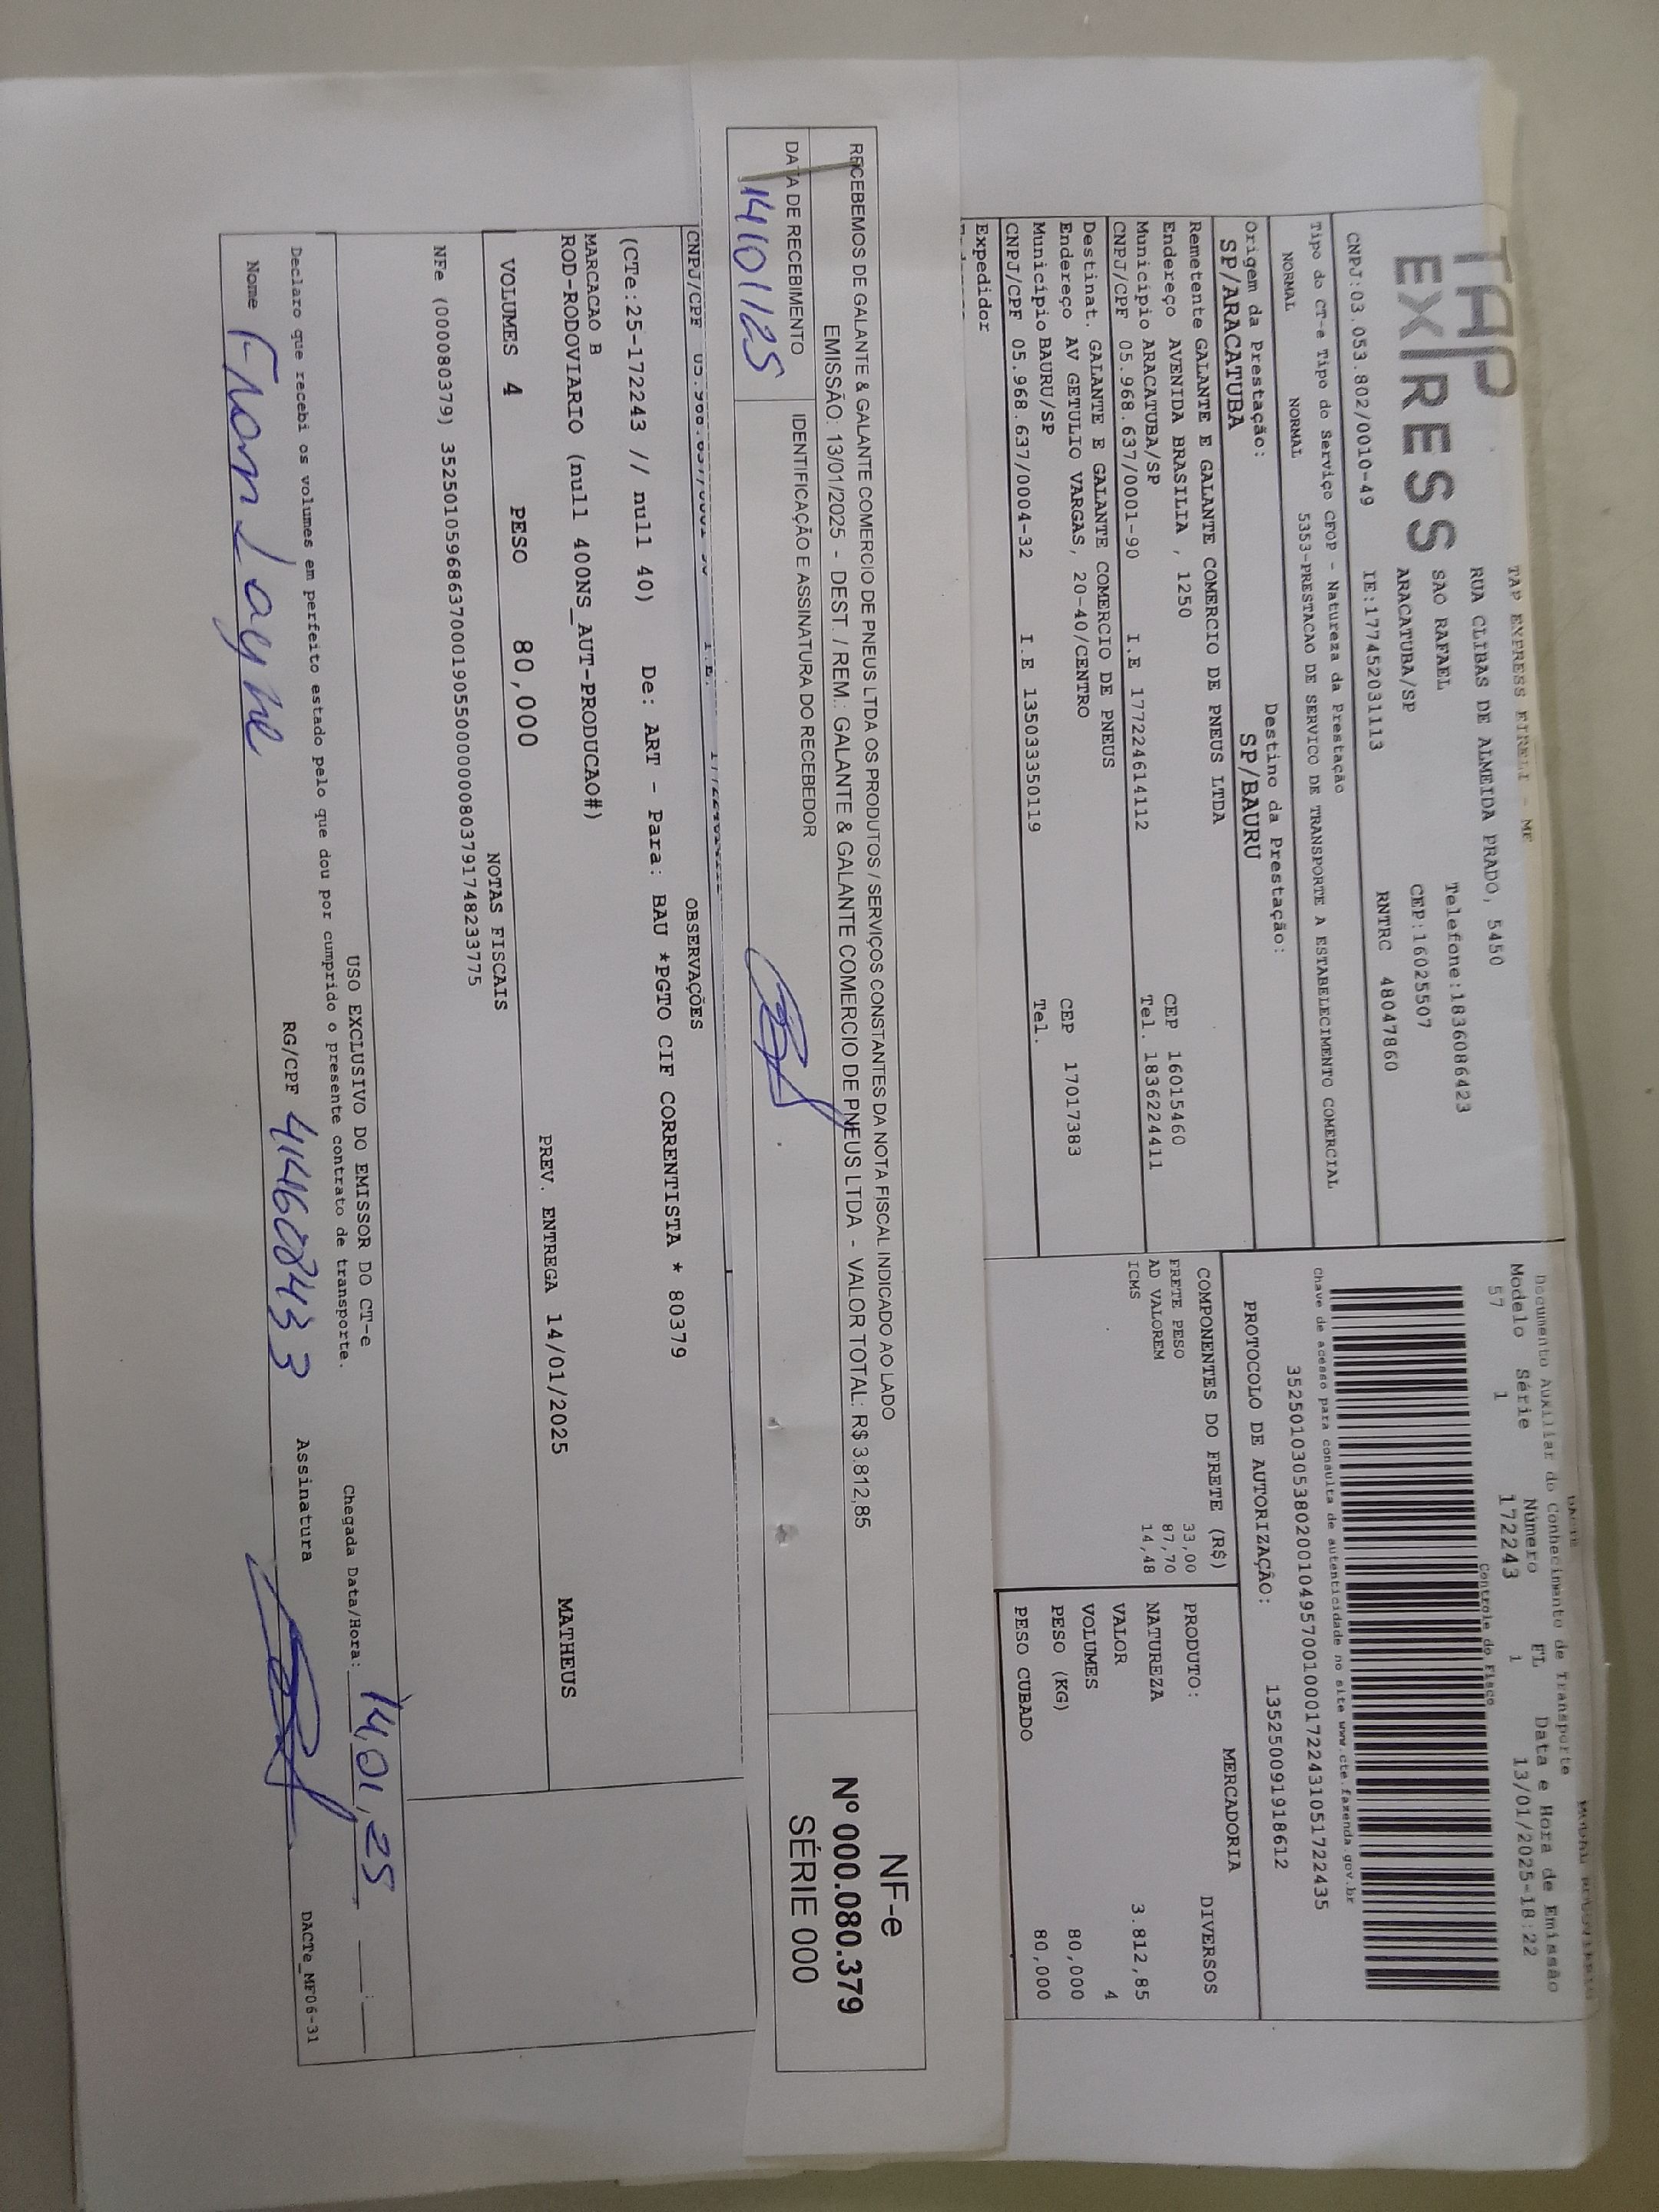 TAP EXPRESS
TAP EXPRESS EIRELI - ME
RUA CLIBAS DE ALMEIDA PRADO, 5450
SAO RAFAEL Telefone:1836086423
ARACATUBA/SP CEP:16025507
CNPJ:03.053.802/0010-49 IE:177452031113 RNTRC 48047860
Tipo do CT-e Tipo do Serviço CFOP - Natureza da Prestação
NORMAL NORMAL 5353-PRESTACAO DE SERVICO DE TRANSPORTE A ESTABELECIMENTO COMERCIAL
Origem da Prestação: Destino da Prestação:
SP/ARACATUBA SP/BAURU
Remetente GALANTE E GALANTE COMERCIO DE PNEUS LTDA
Endereço AVENIDA BRASILIA , 1250 CEP 16015460
Município ARACATUBA/SP Tel. 1836224411
CNPJ/CPF 05.968.637/0001-90 I.E 177224614112
Destinat. GALANTE E GALANTE COMERCIO DE PNEUS
Endereço AV GETULIO VARGAS, 20-40/CENTRO CEP 17017383
Município BAURU/SP Tel.
CNPJ/CPF 05.968.637/0004-32 I.E 135033350119
Expedidor
DACTE
Documento Auxiliar do Conhecimento de Transporte
Modelo Série Número FL Data e Hora de Emissão
57 1 172243 1 13/01/2025-18:22
Controle do Fisco
Chave de acesso para consulta de autenticidade no site www.cte.fazenda.gov.br
35250103053802001049570010001722431051722435
PROTOCOLO DE AUTORIZAÇÃO: 135250091918612
COMPONENTES DO FRETE (R$)
FRETE PESO 33,00
AD VALOREM 87,70
ICMS 14,48
MERCADORIA
PRODUTO: DIVERSOS
NATUREZA
VALOR 3.812,85
VOLUMES 4
PESO (KG) 80,000
PESO CUBADO 80,000
RECEBEMOS DE GALANTE & GALANTE COMERCIO DE PNEUS LTDA OS PRODUTOS / SERVIÇOS CONSTANTES DA NOTA FISCAL INDICADO AO LADO
EMISSÃO: 13/01/2025 - DEST. / REM.: GALANTE & GALANTE COMERCIO DE PNEUS LTDA - VALOR TOTAL: R$ 3.812,85
DATA DE RECEBIMENTO IDENTIFICAÇÃO E ASSINATURA DO RECEBEDOR
14/01/25
NF-e
Nº 000.080.379
SÉRIE 000
CNPJ/CPF
OBSERVAÇÕES
(CTe:25-172243 // null 40) De: ART - Para: BAU *PGTO CIF CORRENTISTA * 80379
MARCACAO B
ROD-RODOVIARIO (null 400NS_AUT-PRODUCAO#)
VOLUMES 4 PESO 80,000 PREV. ENTREGA 14/01/2025 MATHEUS
NOTAS FISCAIS
NFe (000080379) 35250105968637000190550000000803791748233775
USO EXCLUSIVO DO EMISSOR DO CT-e
Declaro que recebi os volumes em perfeito estado pelo que dou por cumprido o presente contrato de transporte. Chegada Data/Hora: 14,01,25
Nome RG/CPF 414608433 Assinatura
DACTe_MF06-31